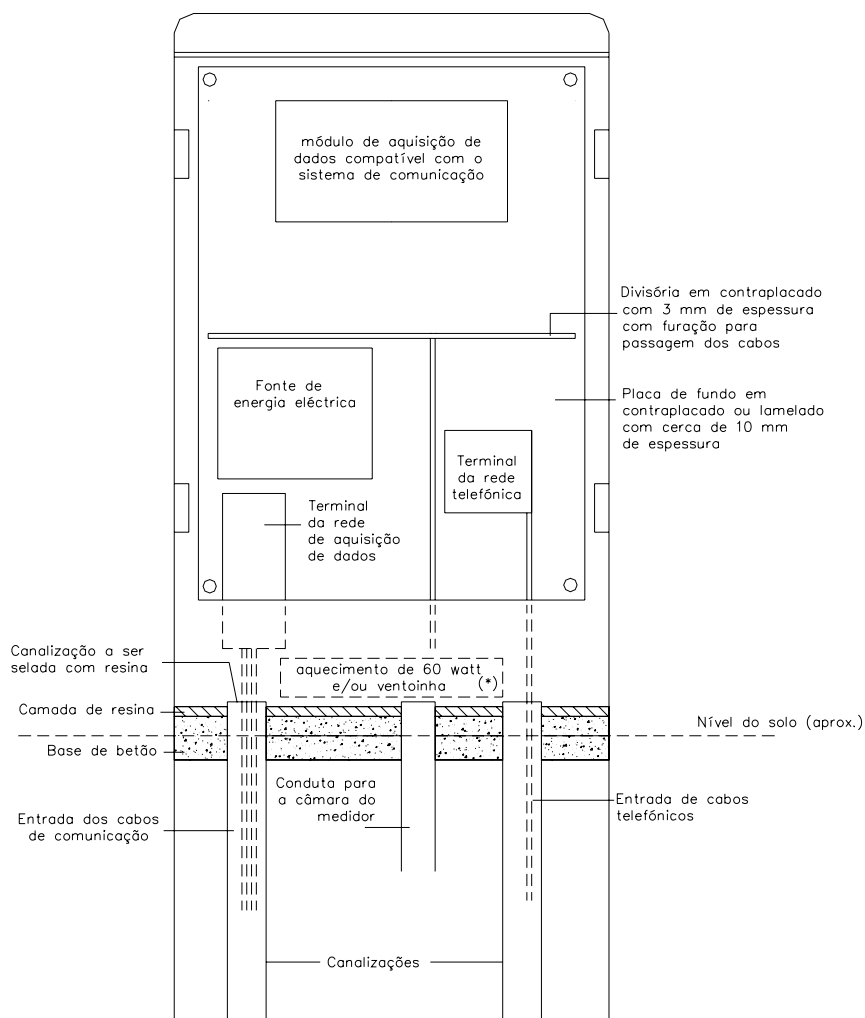 módulo de aquisição de
dados compatível com o
sistema de comunicação
Divisória em contraplacado
com 3 mm de espessura
com furação para
passagem dos cabos
Fonte de
energia eléctrica
Placa de fundo em
contraplacado ou lamelado
com cerca de 10 mm
de espessura
Terminal
da rede
telefónica
Terminal
da rede
de aquisição
de dados
Canalização a ser
selada com resina
aquecimento de 60 watt
e/ou ventoinha (*)
Camada de resina
Nível do solo (aprox.)
Base de betão
Conduta para
a câmara do
medidor
Entrada de cabos
telefónicos
Entrada dos cabos
de comunicação
Canalizações